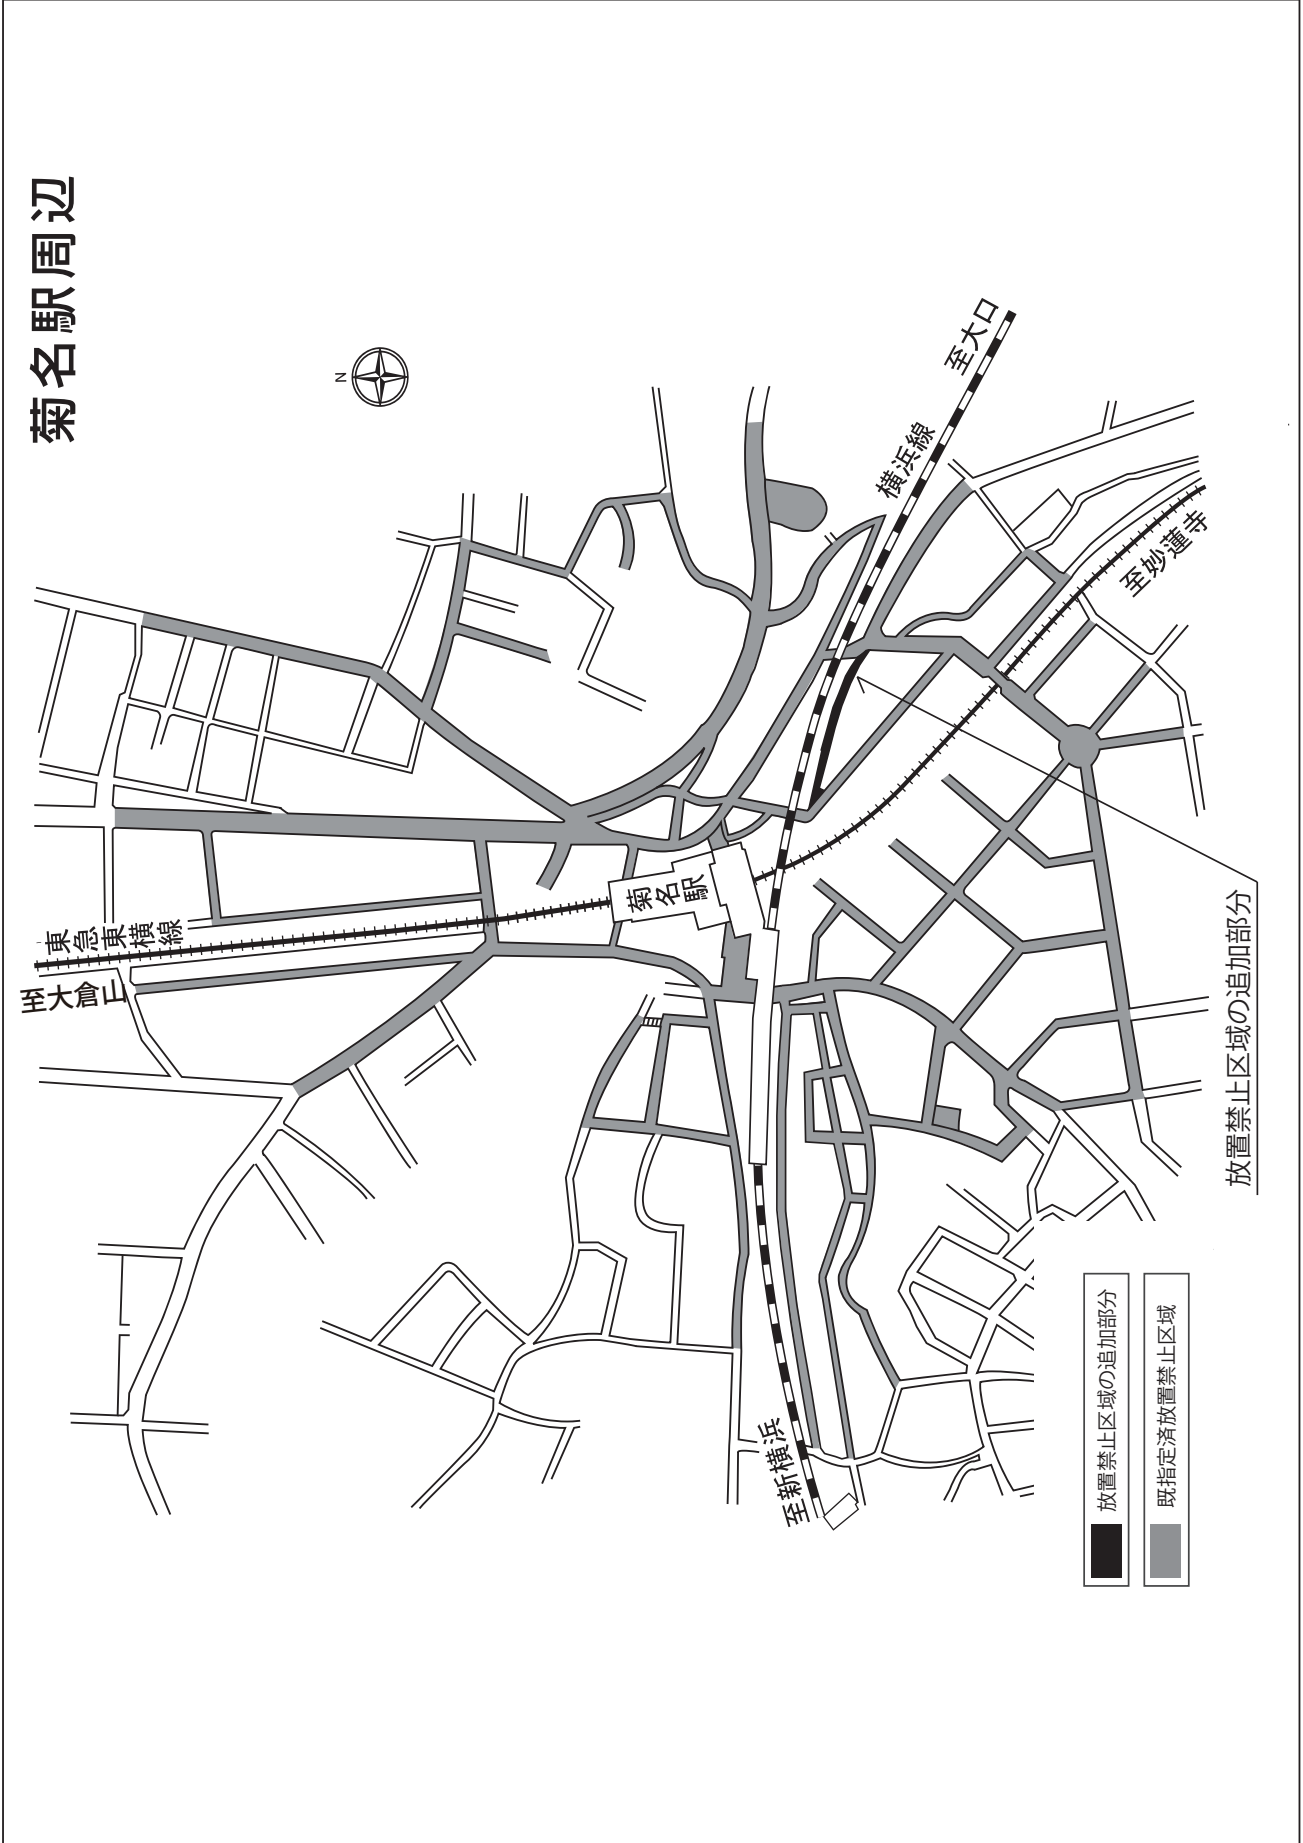 菊名駅周辺
N
至大口
横浜線
至妙蓮寺
東急東横線
至大倉山
菊名駅
至新横浜
放置禁止区域の追加部分
放置禁止区域の追加部分
既指定済放置禁止区域